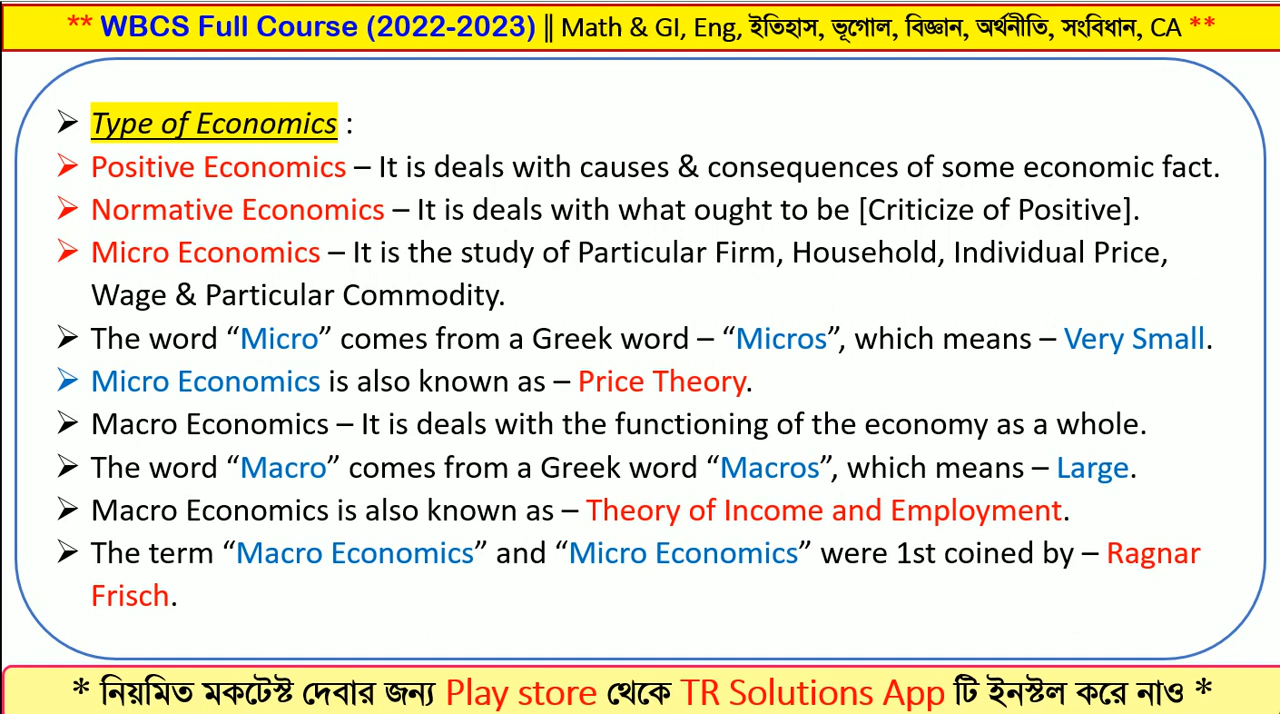 ** WBCS Full Course (2022-2023) || Math & GI, Eng, ইতিহাস, ভূগোল, বিজ্ঞান, অর্থনীতি, সংবিধান, CA **
➢ Type of Economics :
➢ Positive Economics – It is deals with causes & consequences of some economic fact.
➢ Normative Economics – It is deals with what ought to be [Criticize of Positive].
➢ Micro Economics – It is the study of Particular Firm, Household, Individual Price,
Wage & Particular Commodity.
➢ The word “Micro” comes from a Greek word – “Micros”, which means – Very Small.
➢ Micro Economics is also known as – Price Theory.
➢ Macro Economics – It is deals with the functioning of the economy as a whole.
➢ The word “Macro” comes from a Greek word “Macros”, which means – Large.
➢ Macro Economics is also known as – Theory of Income and Employment.
➢ The term “Macro Economics” and “Micro Economics” were 1st coined by – Ragnar
Frisch.
* নিয়মিত মকটেস্ট দেবার জন্য Play store থেকে TR Solutions App টি ইনস্টল করে নাও *